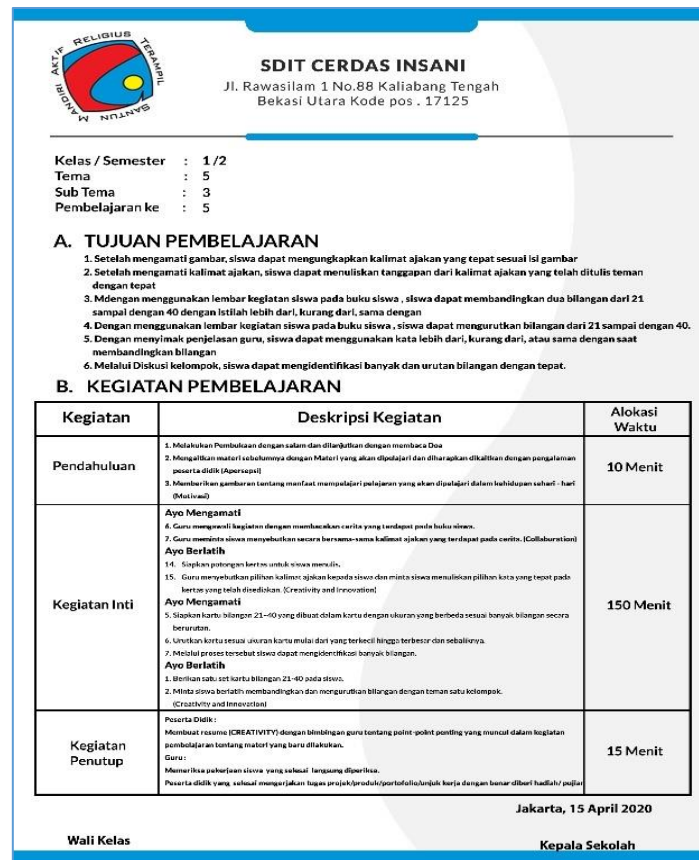 MANDIRI AKTIF RELIGIUS TERAMPIL SANTUN
SDIT CERDAS INSANI
Jl. Rawasilam 1 No.88 Kaliabang Tengah
Bekasi Utara Kode pos . 17125
Kelas / Semester : 1 /2
Tema : 5
Sub Tema : 3
Pembelajaran ke : 5
A. TUJUAN PEMBELAJARAN
1. Setelah mengamati gambar, siswa dapat mengungkapkan kalimat ajakan yang tepat sesuai isi gambar
2. Setelah mengamati kalimat ajakan, siswa dapat menuliskan tanggapan dari kalimat ajakan yang telah ditulis teman
dengan tepat
3. Mdengan menggunakan lembar kegiatan siswa pada buku siswa , siswa dapat membandingkan dua bilangan dari 21
sampai dengan 40 dengan istilah lebih dari, kurang dari, sama dengan
4. Dengan menggunakan lembar kegiatan siswa pada buku siswa , siswa dapat mengurutkan bilangan dari 21 sampai dengan 40.
5. Dengan menyimak penjelasan guru, siswa dapat menggunakan kata lebih dari, kurang dari, atau sama dengan saat
membandingkan bilangan
6. Melalui Diskusi kelompok, siswa dapat mengidentifikasi banyak dan urutan bilangan dengan tepat.
B. KEGIATAN PEMBELAJARAN
Kegiatan Deskripsi Kegiatan Alokasi
Waktu
Pendahuluan
1. Melakukan Pembukaan dengan salam dan dilanjutkan dengan membaca Doa
2. Mengaitkan materi sebelumnya dengan Materi yang akan dipelajari dan diharapkan dikaitkan dengan pengalaman
peserta didik (Apersepsi)
3. Memberikan gambaran tentang manfaat mempelajari pelajaran yang akan dipelajari dalam kehidupan sehari - hari
(Motivasi)
10 Menit
Kegiatan Inti
Ayo Mengamati
6. Guru mengawali kegiatan dengan membacakan cerita yang terdapat pada buku siswa.
7. Guru meminta siswa menyebutkan secara bersama-sama kalimat ajakan yang terdapat pada cerita. (Collaboration)
Ayo Berlatih
14. Siapkan potongan kertas untuk siswa menulis.
15. Guru menyebutkan pilihan kalimat ajakan kepada siswa dan minta siswa menuliskan pilihan kata yang tepat pada
kertas yang telah disediakan. (Creativity and Innovation)
Ayo Mengamati
5. Siapkan kartu bilangan 21–40 yang dibuat dalam kartu dengan ukuran yang berbeda sesuai banyak bilangan secara
berurutan.
6. Urutkan kartu sesuai ukuran kartu mulai dari yang terkecil hingga terbesar dan sebaliknya.
7. Melalui proses tersebut siswa dapat mengidentifikasi banyak bilangan.
Ayo Berlatih
1. Berikan satu set kartu bilangan 21-40 pada siswa.
2. Minta siswa berlatih membandingkan dan mengurutkan bilangan dengan teman satu kelompok.
(Creativity and Innovation)
150 Menit
Kegiatan
Penutup
Peserta Didik :
Membuat resume (CREATIVITY) dengan bimbingan guru tentang point-point penting yang muncul dalam kegiatan
pembelajaran tentang materi yang baru dilakukan.
Guru :
Memeriksa pekerjaan siswa yang selesai langsung diperiksa.
Peserta didik yang selesai mengerjakan tugas projek/produk/portofolio/unjuk kerja dengan benar diberi hadiah/ pujian
15 Menit
Jakarta, 15 April 2020
Wali Kelas Kepala Sekolah